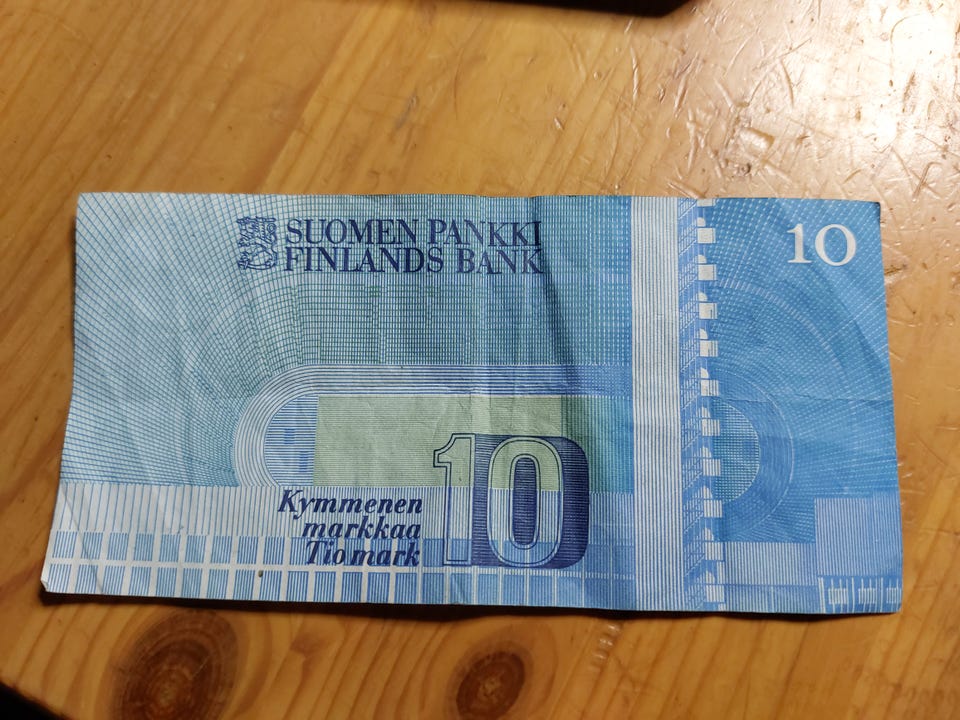 SUOMEN PANKKI
FINLANDS BANK
10
10
Kymmenen
markkaa
Tiomark